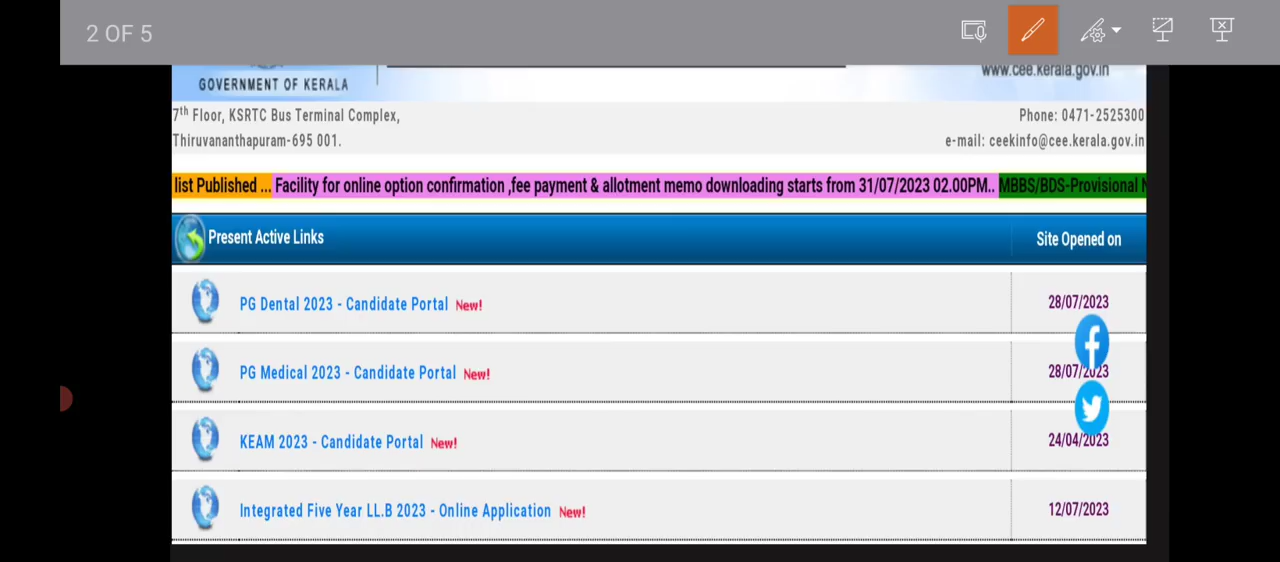 2 OF 5
GOVERNMENT OF KERALA
www.cee.kerala.gov.in
7th Floor, KSRTC Bus Terminal Complex,
Thiruvananthapuram-695 001.
Phone: 0471-2525300
e-mail: ceekinfo@cee.kerala.gov.in
list Published ... Facility for online option confirmation ,fee payment & allotment memo downloading starts from 31/07/2023 02.00PM.. MBBS/BDS-Provisional
Present Active Links Site Opened on
PG Dental 2023 - Candidate Portal New! 28/07/2023
PG Medical 2023 - Candidate Portal New! 28/07/2023
KEAM 2023 - Candidate Portal New! 24/04/2023
Integrated Five Year LL.B 2023 - Online Application New! 12/07/2023